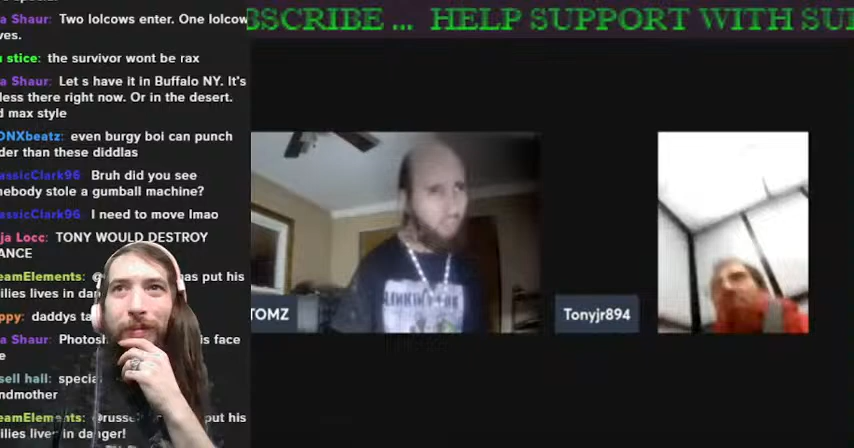 a Shaur: Two lolcows enter. One lolcow
ves.
stice: the survivor wont be rax
a Shaur: Let s have it in Buffalo NY. It's
less there right now. Or in the desert.
d max style
ONXbeatz: even burgy boi can punch
der than these diddlas
assicClark96: Bruh did you see
mebody stole a gumball machine?
assicClark96: I need to move lmao
ja Locc: TONY WOULD DESTROY
ANCE
eamElements: @ as put his
ilies lives in dan
ppy: daddys ta
a Shaur: Photosh is face
e
sell hall: specia
ndmother
eamElements: @russe put his
ilies lives in danger!
BSCRIBE ... HELP SUPPORT WITH SU
TOMZ
LINKIN PARK
Tonyjr894